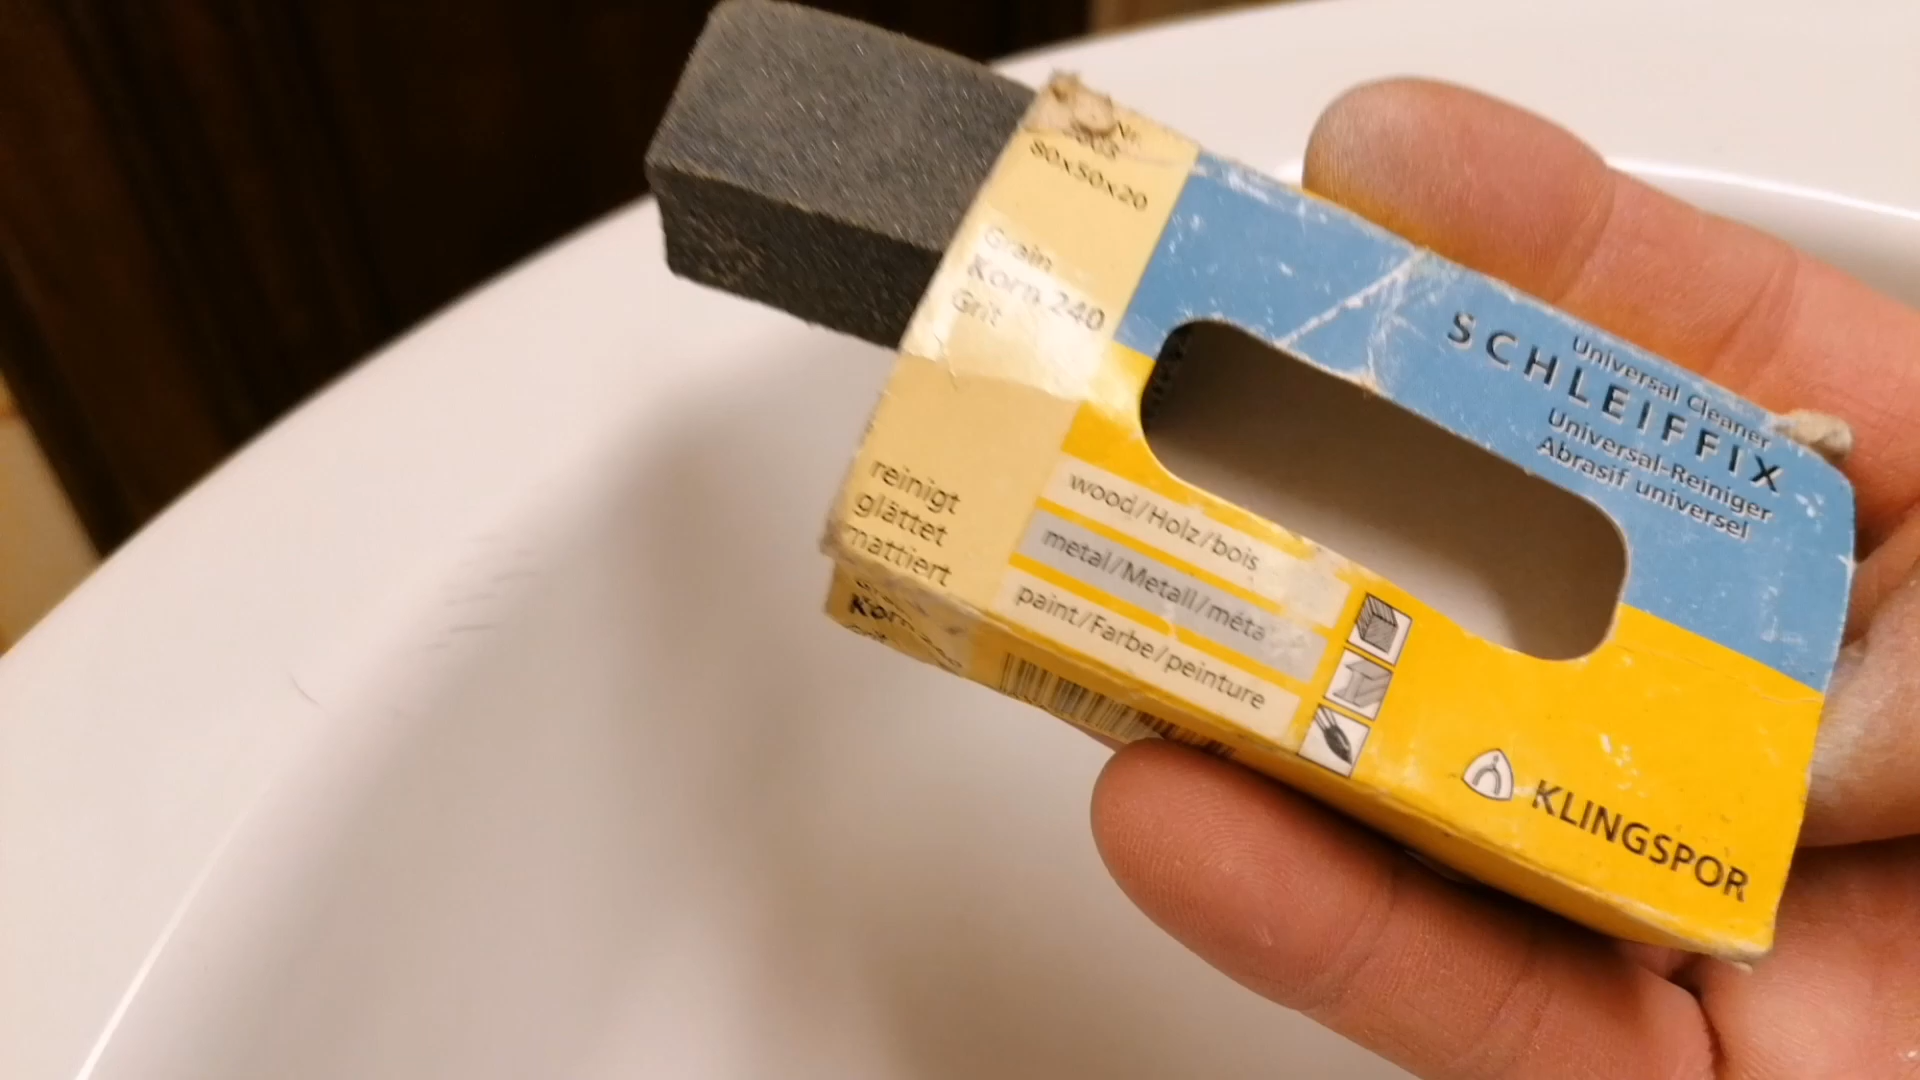 80x50x20
Grain
Korn 240
Grit
reinigt
glättet
mattiert
Universal Cleaner
SCHLEIFFIX
Universal-Reiniger
Abrasif universel
wood/Holz/bois
metal/Metall/méta
paint/Farbe/peinture
KLINGSPOR
Korn